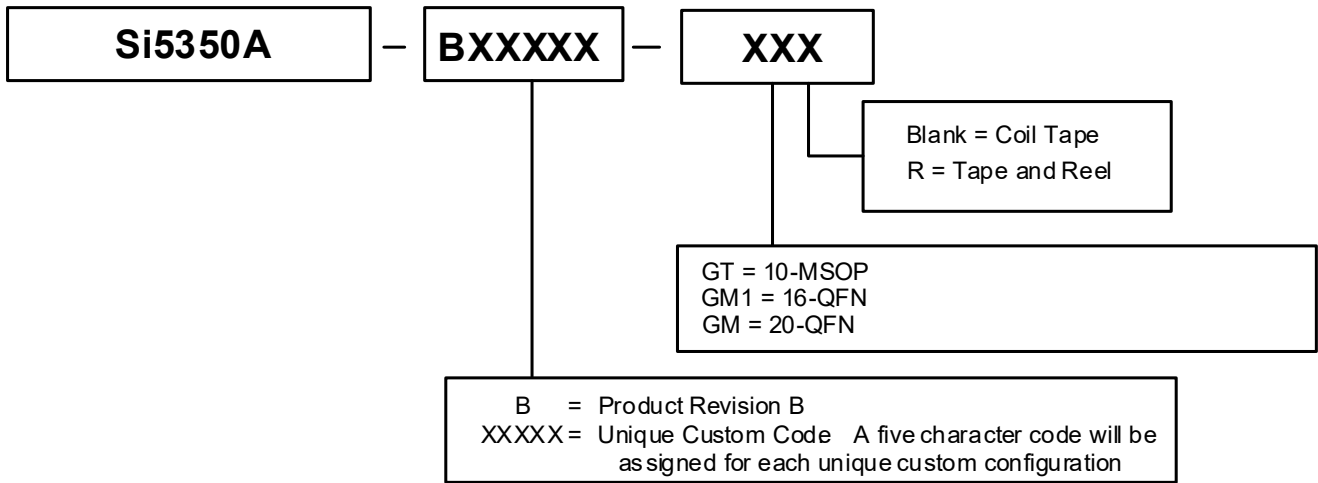 Si5350A – BXXXXX – XXX
Blank = Coil Tape
R = Tape and Reel
GT = 10-MSOP
GM1 = 16-QFN
GM = 20-QFN
B = Product Revision B
XXXXX = Unique Custom Code A five character code will be
assigned for each unique custom configuration